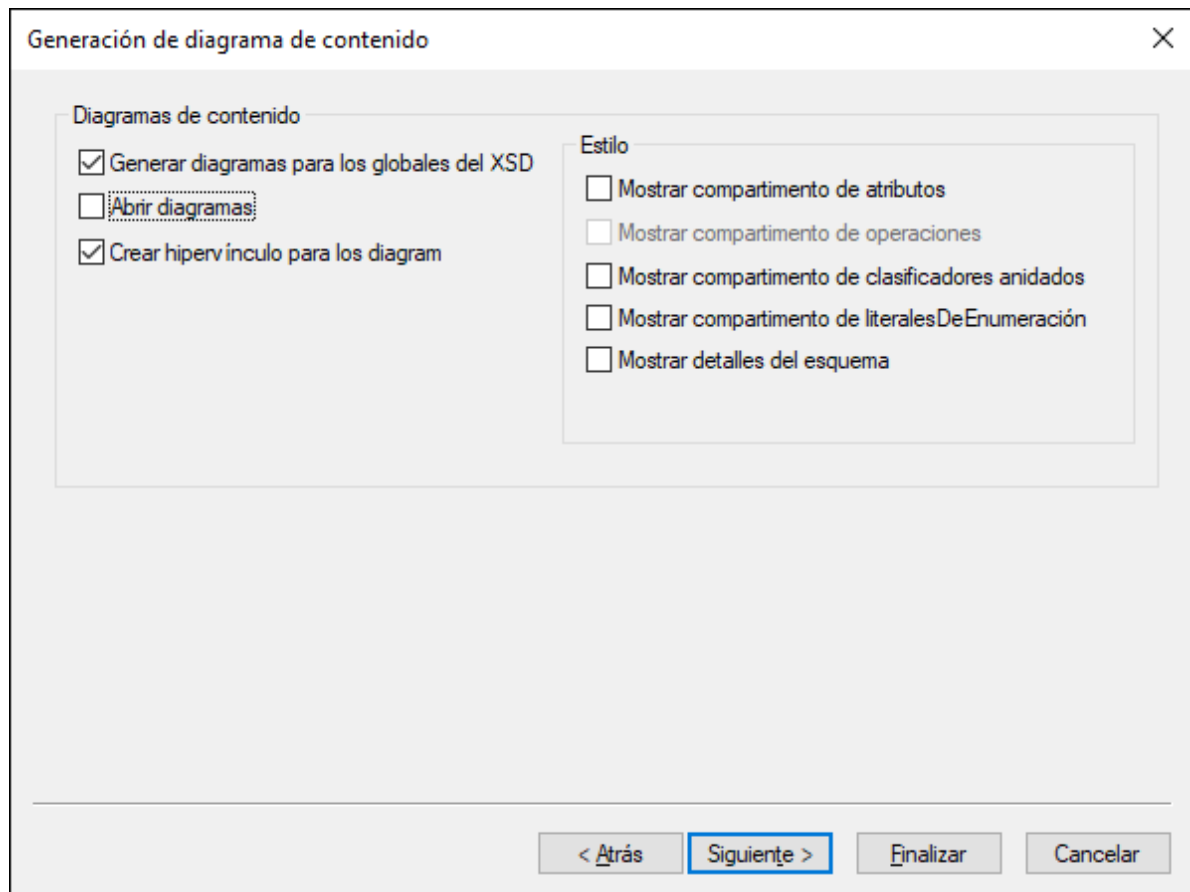 Generación de diagrama de contenido
Diagramas de contenido
Generar diagramas para los globales del XSD
Abrir diagramas
Crear hipervínculo para los diagram
Estilo
Mostrar compartimento de atributos
Mostrar compartimento de operaciones
Mostrar compartimento de clasificadores anidados
Mostrar compartimento de literalesDeEnumeración
Mostrar detalles del esquema
< Atrás
Siguiente >
Finalizar
Cancelar